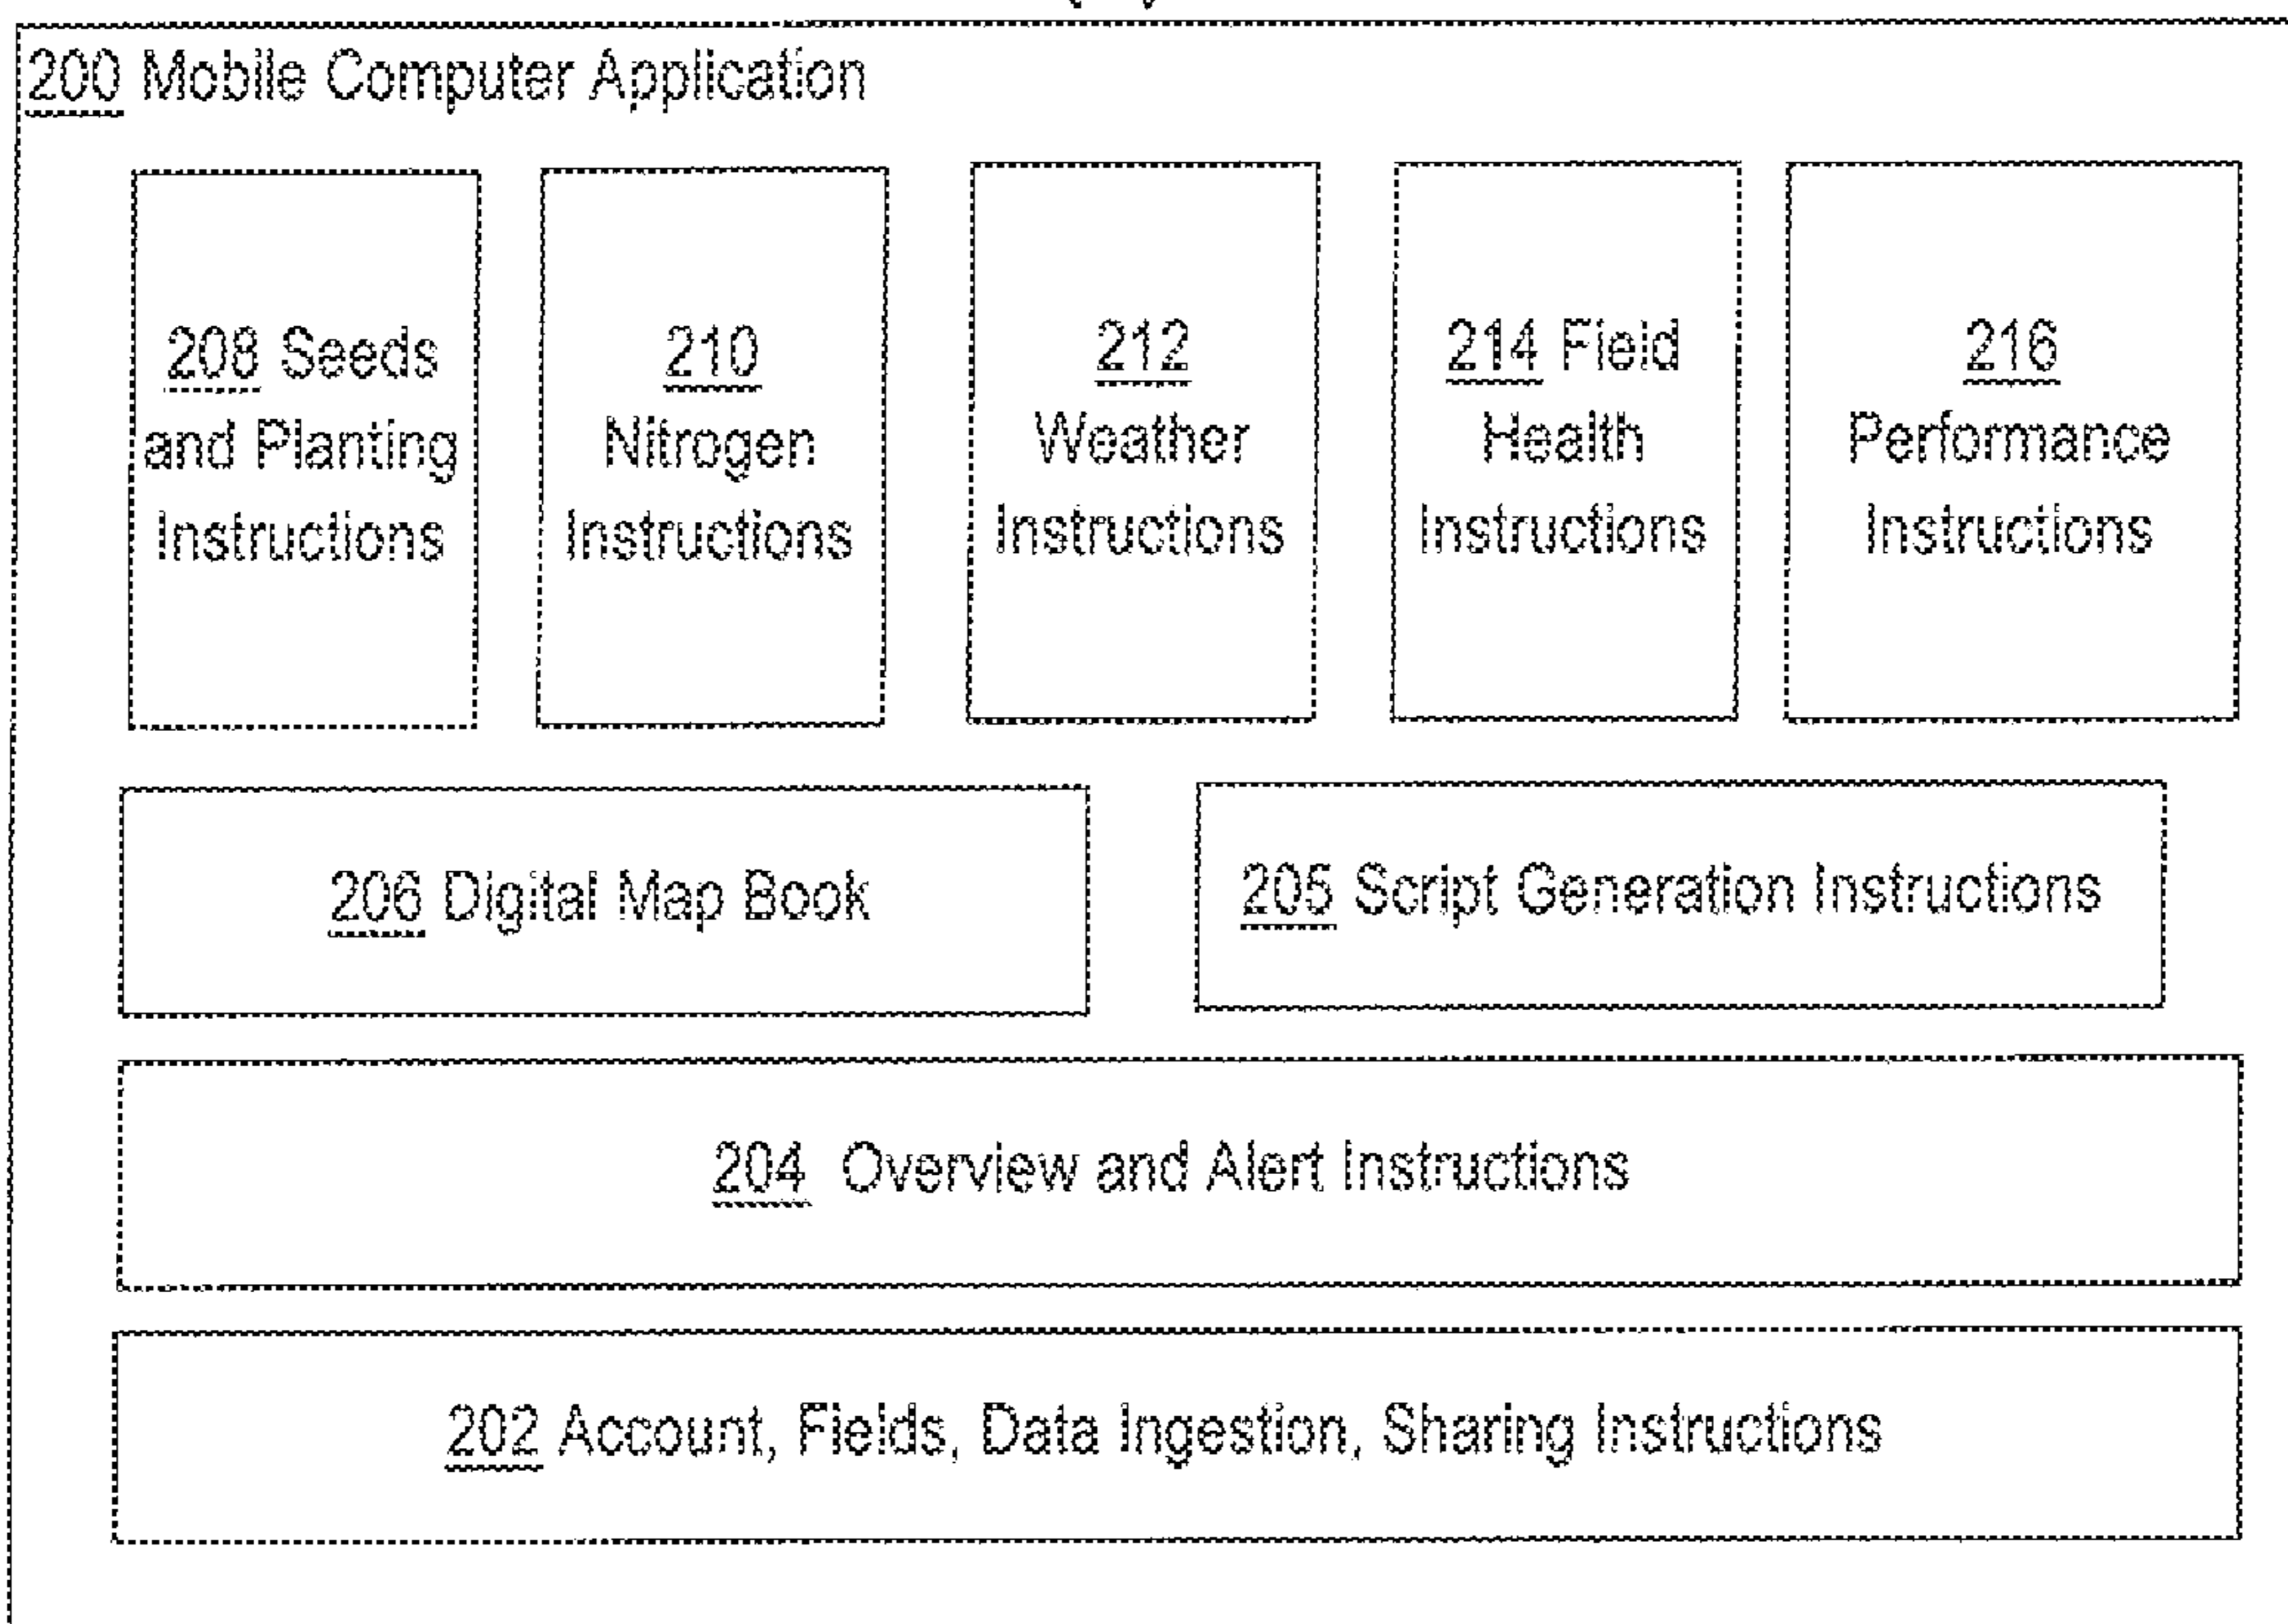 200 Mobile Computer Application
208 Seeds
and Planting
Instructions
210
Nitrogen
Instructions
212
Weather
Instructions
214 Field
Health
Instructions
216
Performance
Instructions
206 Digital Map Book
205 Script Generation Instructions
204 Overview and Alert Instructions
202 Account, Fields, Data Ingestion, Sharing Instructions